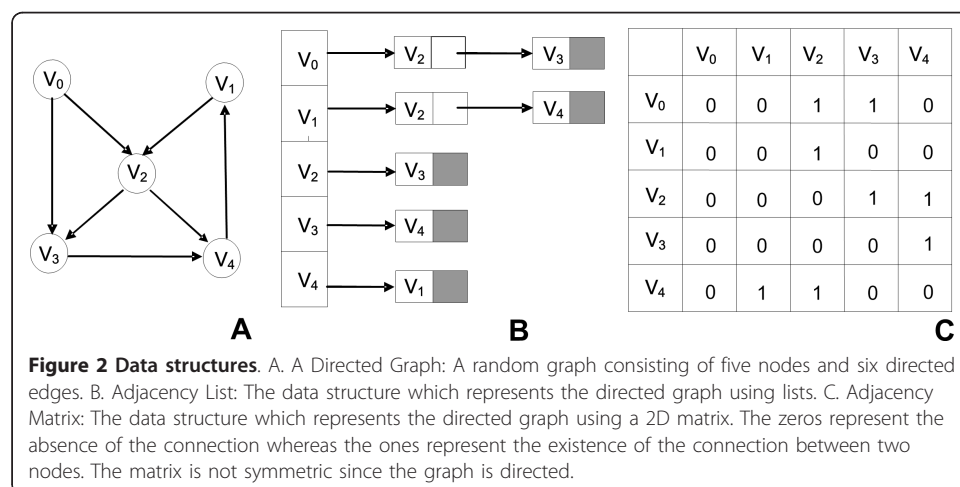 V₀
V₁
V₂
V₃
V₄
A
V₀ V₂ V₃
V₁ V₂ V₄
V₂ V₃
V₃ V₄
V₄ V₁
B
V₀ V₁ V₂ V₃ V₄
V₀ 0 0 1 1 0
V₁ 0 0 1 0 0
V₂ 0 0 0 1 1
V₃ 0 0 0 0 1
V₄ 0 1 1 0 0
C
Figure 2 Data structures. A. A Directed Graph: A random graph consisting of five nodes and six directed
edges. B. Adjacency List: The data structure which represents the directed graph using lists. C. Adjacency
Matrix: The data structure which represents the directed graph using a 2D matrix. The zeros represent the
absence of the connection whereas the ones represent the existence of the connection between two
nodes. The matrix is not symmetric since the graph is directed.